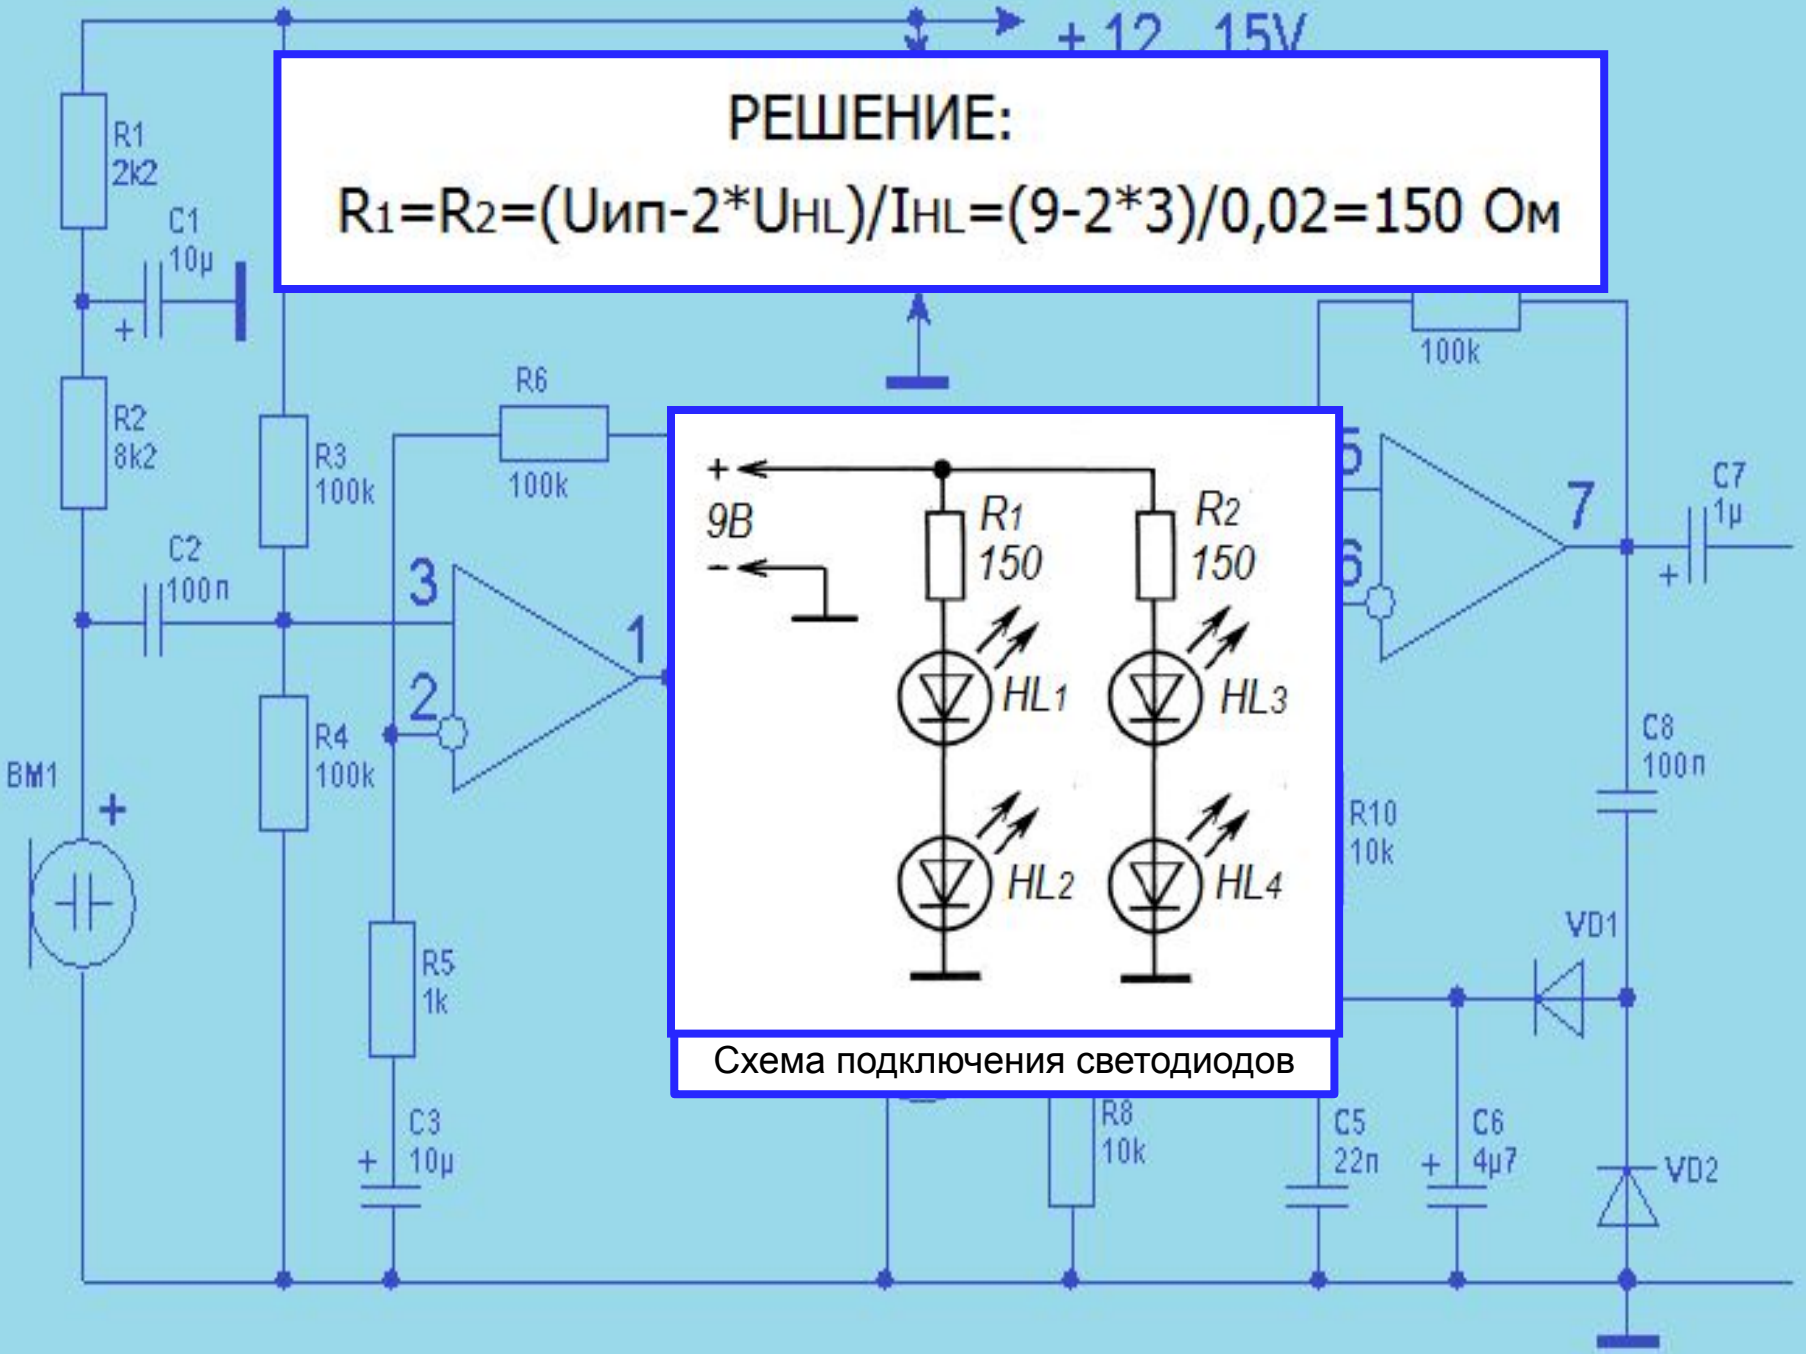 + 12 15V
РЕШЕНИЕ:
R1=R2=(Uип-2*UHL)/IHL=(9-2*3)/0,02=150 Ом
R1
2k2
C1
10µ
+
R2
8k2
C2
100n
R3
100k
R6
100k
100k
3
2
1
R4
100k
BM1
+
R5
1k
C3
+ 10µ
+
9В
-
R1
150
R2
150
HL1
HL3
HL2
HL4
Схема подключения светодиодов
5
6
7
C7
1µ
+
C8
100n
R10
10k
VD1
R8
10k
C5
22n
C6
+ 4µ7
VD2